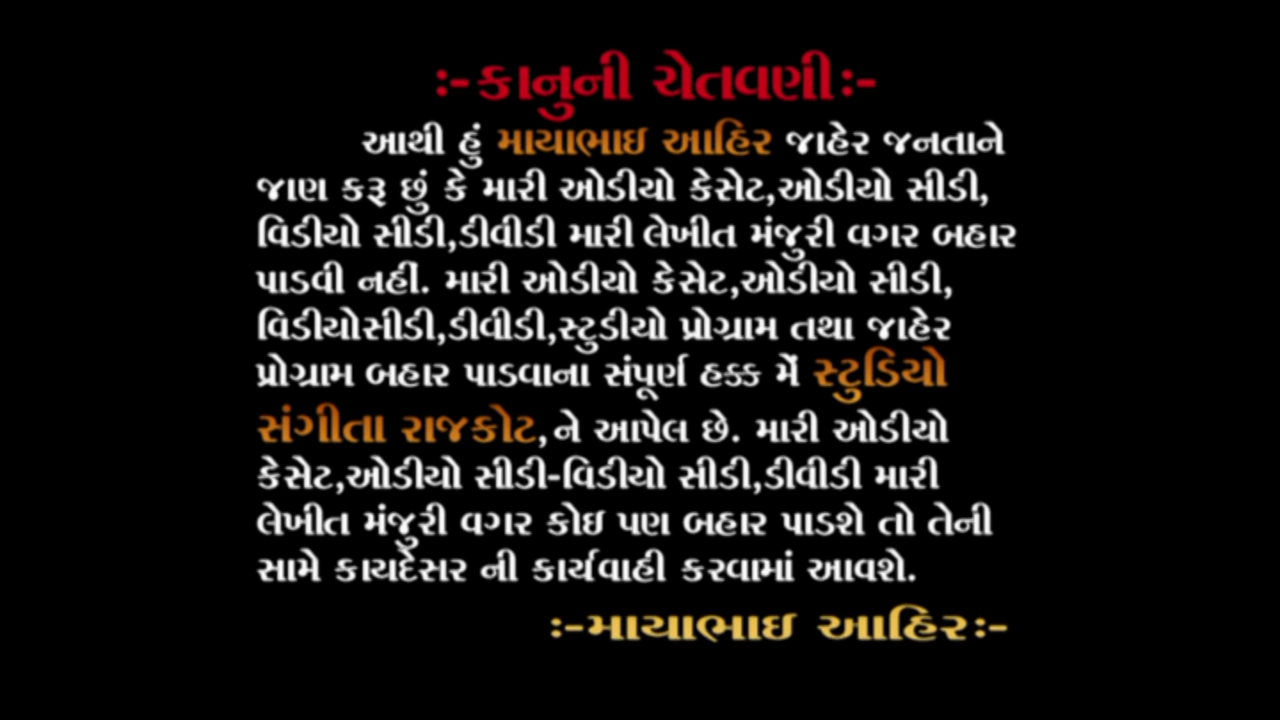 :-કાનુની ચેતવણી:-
આથી હું માયાભાઇ આહિર જાહેર જનતાને
જાણ કરૂ છું કે મારી ઓડીયો કેસેટ,ઓડીયો સીડી,
વિડીયો સીડી,ડીવીડી મારી લેખીત મંજુરી વગર બહાર
પાડવી નહીં. મારી ઓડીયો કેસેટ,ઓડીયો સીડી,
વિડીયોસીડી,ડીવીડી,સ્ટુડીયો પ્રોગ્રામ તથા જાહેર
પ્રોગ્રામ બહાર પાડવાના સંપૂર્ણ હક્ક મેં સ્ટુડિયો
સંગીતા રાજકોટ,ને આપેલ છે. મારી ઓડીયો
કેસેટ,ઓડીયો સીડી-વિડીયો સીડી,ડીવીડી મારી
લેખીત મંજુરી વગર કોઇ પણ બહાર પાડશે તો તેની
સામે કાયદેસર ની કાર્યવાહી કરવામાં આવશે.
:-માયાભાઇ આહિર:-